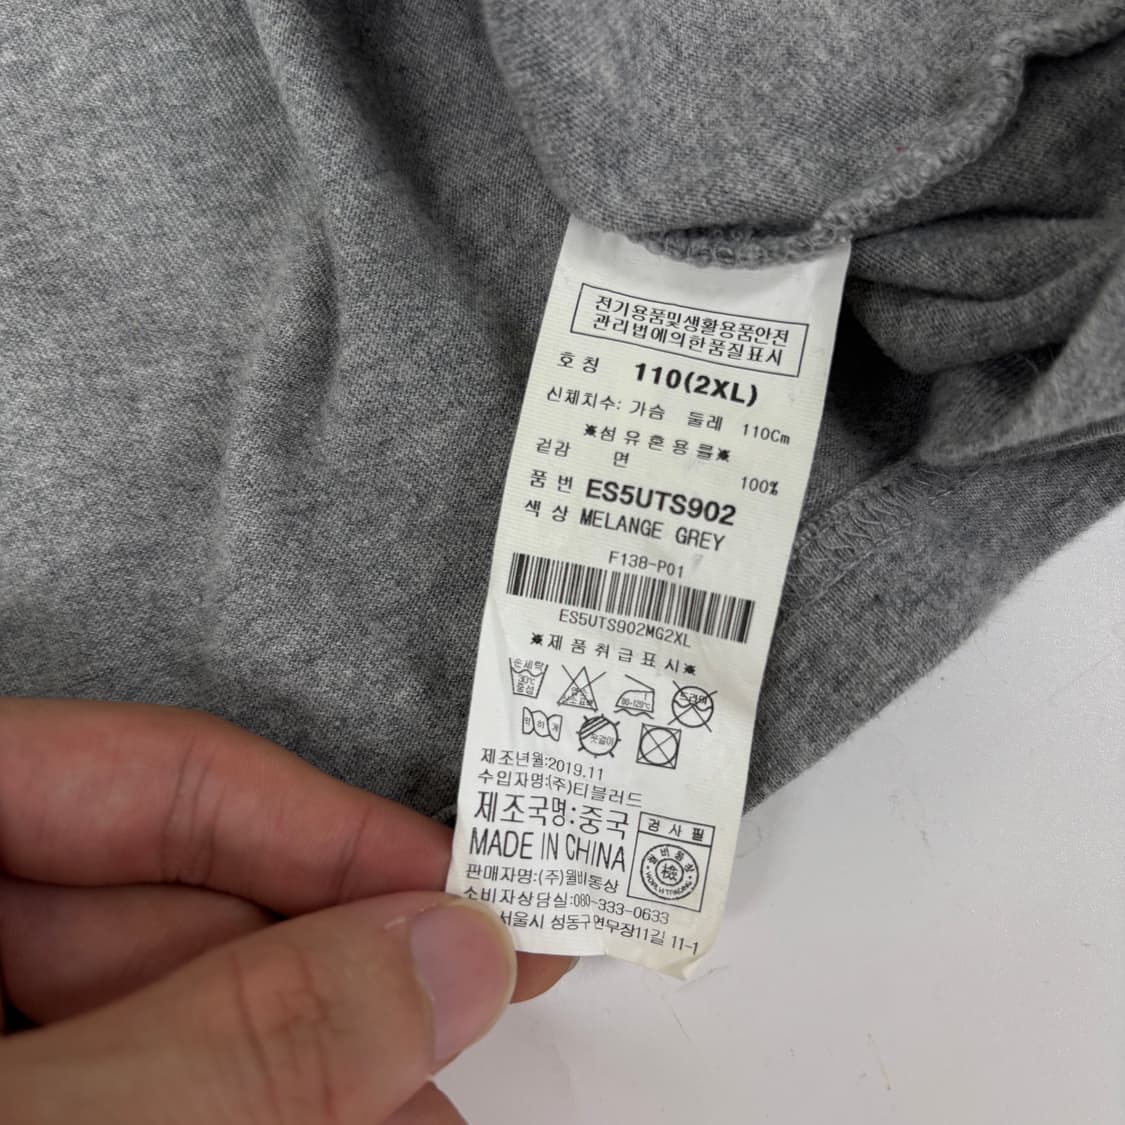 전기용품및생활용품안전
관리법에의한품질표시
호칭 110(2XL)
신체치수: 가슴 둘레 110Cm
※섬유혼용률※
겉감 면 100%
품번 ES5UTS902
색상 MELANGE GREY
F138-P01
ES5UTS902MG2XL
※제품취급표시※
손세탁
30℃
중성
80-120℃
드라이
약하게
옷걸이
제조년월:2019.11
수입자명:(주)티블러드
제조국명:중국
MADE IN CHINA
검사필
機
판매자명:(주)월비통상
소비자상담실:080-333-0633
서울시 성동구연무장11길 11-1